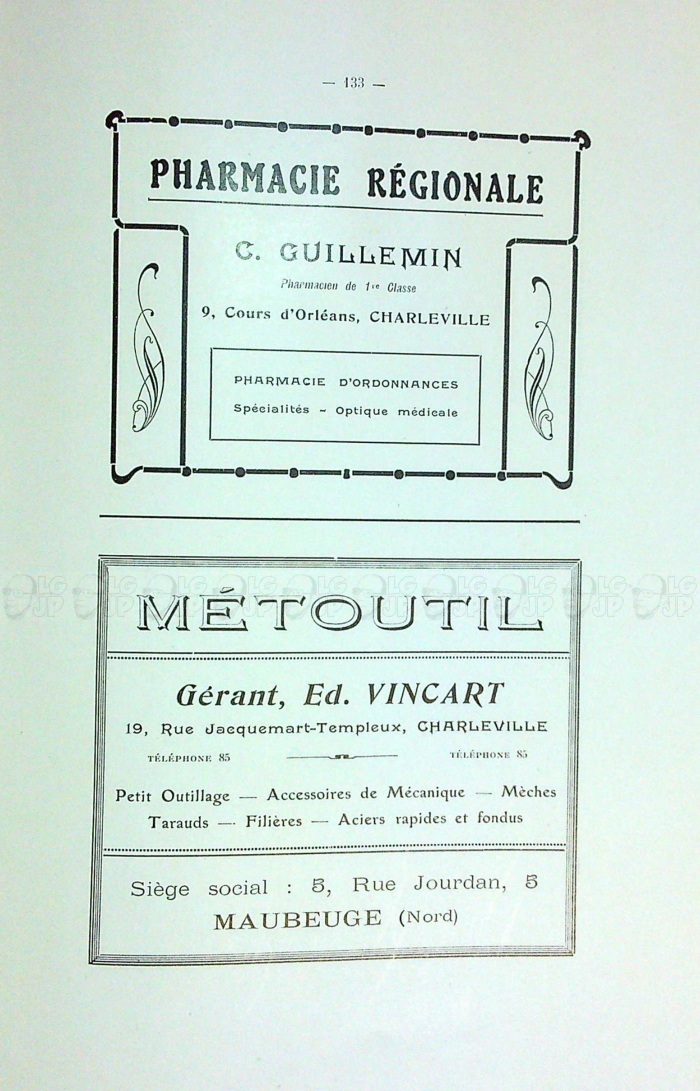 — 133 —
PHARMACIE RÉGIONALE
C. GUILLEMIN
Pharmacien de 1re Classe
9, Cours d'Orléans, CHARLEVILLE
PHARMACIE D'ORDONNANCES
Spécialités - Optique médicale
MÉTOUTIL
Gérant, Ed. VINCART
19, Rue Jacquemart-Templeux, CHARLEVILLE
TÉLÉPHONE 85 TÉLÉPHONE 85
Petit Outillage — Accessoires de Mécanique — Mèches
Tarauds — Filières — Aciers rapides et fondus
Siège social : 5, Rue Jourdan, 5
MAUBEUGE (Nord)